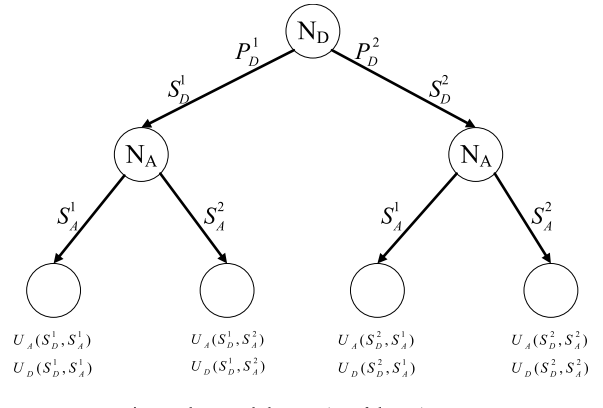 N_D
P_D^1 P_D^2
S_D^1 S_D^2
N_A N_A
S_A^1 S_A^2 S_A^1 S_A^2
U_A(S_D^1, S_A^1) U_A(S_D^1, S_A^2) U_A(S_D^2, S_A^1) U_A(S_D^2, S_A^2)
U_D(S_D^1, S_A^1) U_D(S_D^1, S_A^2) U_D(S_D^2, S_A^1) U_D(S_D^2, S_A^2)